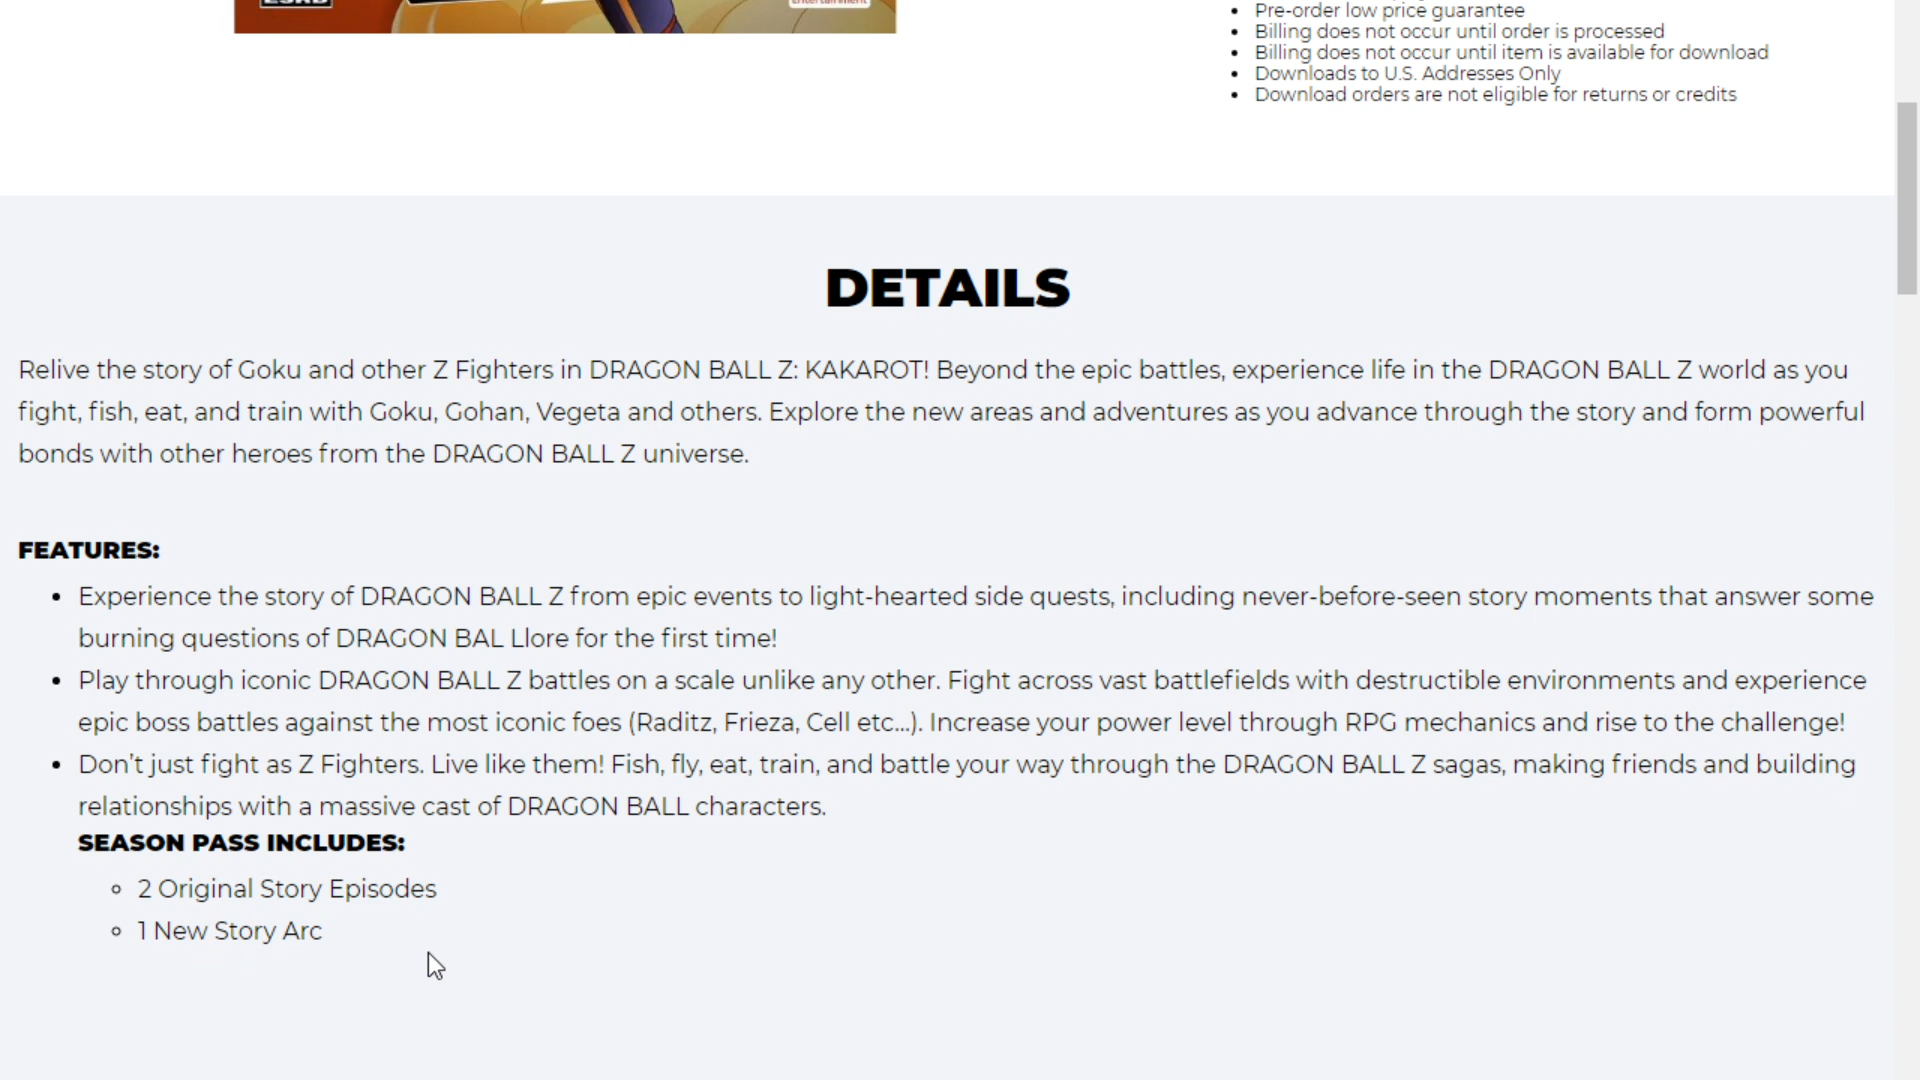 ESRB
Entertainment
Pre-order low price guarantee
Billing does not occur until order is processed
Billing does not occur until item is available for download
Downloads to U.S. Addresses Only
Download orders are not eligible for returns or credits
DETAILS
Relive the story of Goku and other Z Fighters in DRAGON BALL Z: KAKAROT! Beyond the epic battles, experience life in the DRAGON BALL Z world as you
fight, fish, eat, and train with Goku, Gohan, Vegeta and others. Explore the new areas and adventures as you advance through the story and form powerful
bonds with other heroes from the DRAGON BALL Z universe.
FEATURES:
Experience the story of DRAGON BALL Z from epic events to light-hearted side quests, including never-before-seen story moments that answer some
burning questions of DRAGON BAL Llore for the first time!
Play through iconic DRAGON BALL Z battles on a scale unlike any other. Fight across vast battlefields with destructible environments and experience
epic boss battles against the most iconic foes (Raditz, Frieza, Cell etc...). Increase your power level through RPG mechanics and rise to the challenge!
Don't just fight as Z Fighters. Live like them! Fish, fly, eat, train, and battle your way through the DRAGON BALL Z sagas, making friends and building
relationships with a massive cast of DRAGON BALL characters.
SEASON PASS INCLUDES:
2 Original Story Episodes
1 New Story Arc